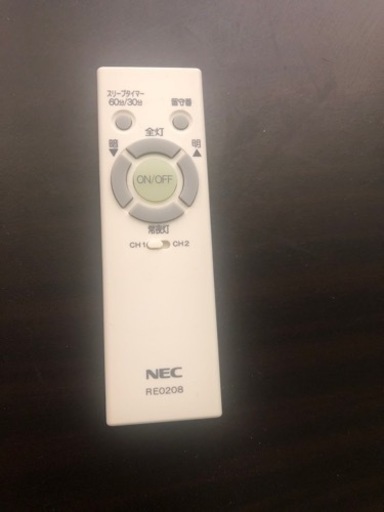 スリープタイマー
60分/30分
留守番
全灯
暗
明
▼
▲
ON/OFF
常夜灯
CH1
CH2
NEC
RE0208